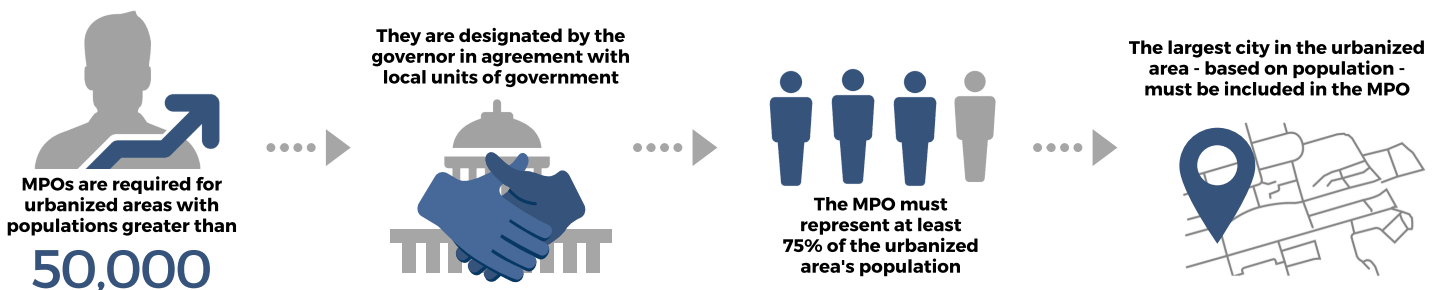 MPOs are required for
urbanized areas with
populations greater than
50,000
They are designated by the
governor in agreement with
local units of government
The MPO must
represent at least
75% of the urbanized
area's population
The largest city in the urbanized
area - based on population -
must be included in the MPO